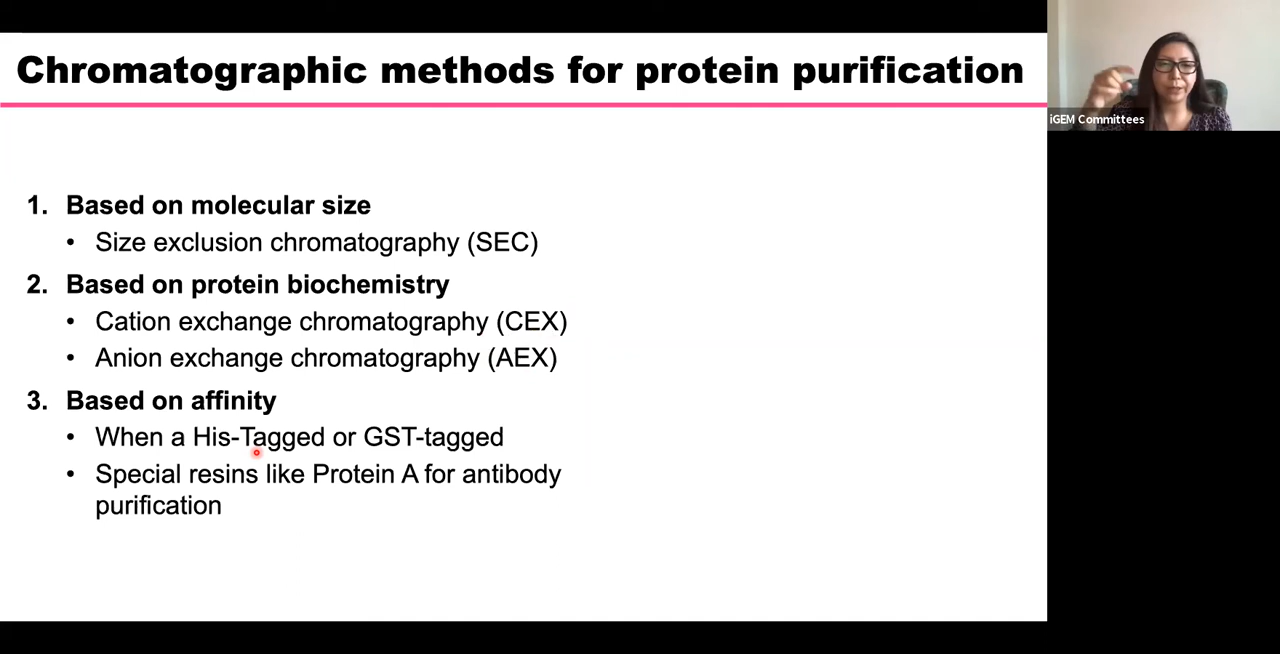 Chromatographic methods for protein purification
iGEM Committees
1. Based on molecular size
• Size exclusion chromatography (SEC)
2. Based on protein biochemistry
• Cation exchange chromatography (CEX)
• Anion exchange chromatography (AEX)
3. Based on affinity
• When a His-Tagged or GST-tagged
• Special resins like Protein A for antibody
purification